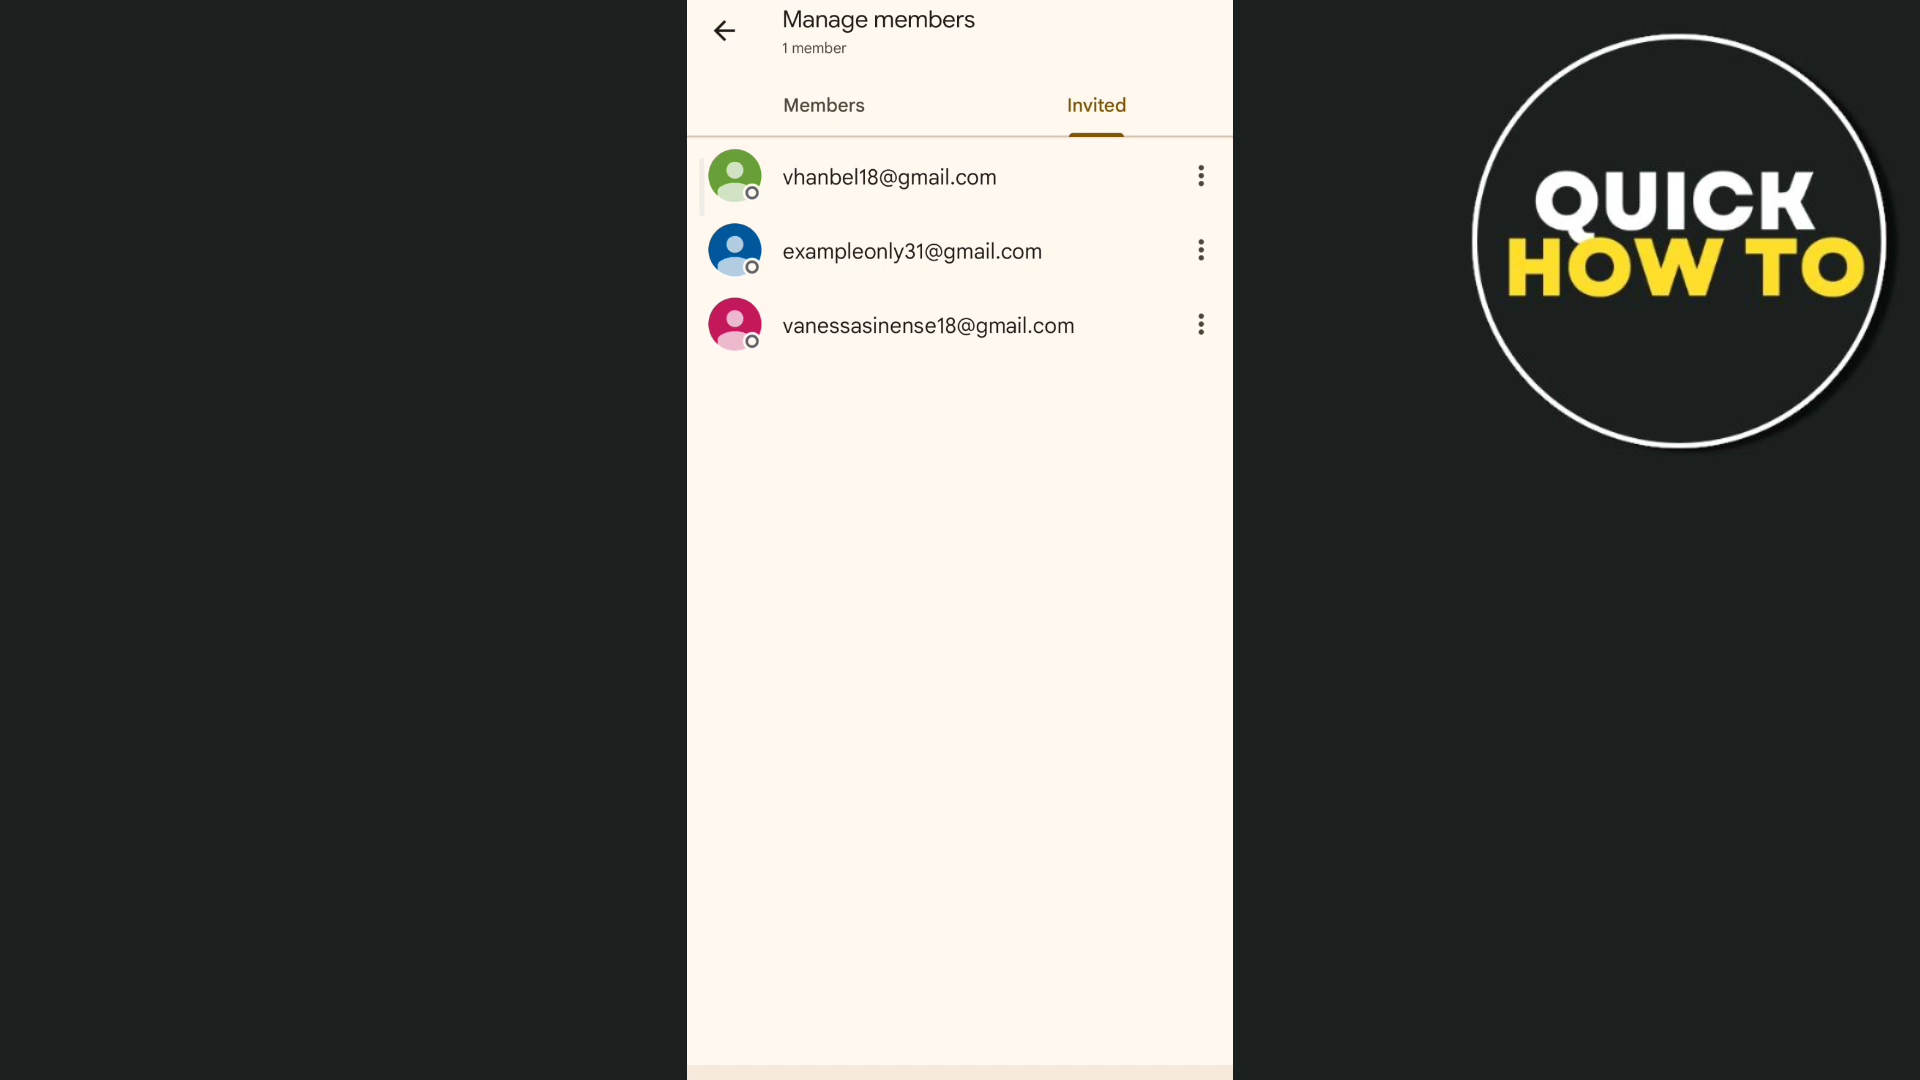 Manage members
1 member
Members
Invited
vhanbel18@gmail.com
exampleonly31@gmail.com
vanessasinense18@gmail.com
QUICK
HOW TO